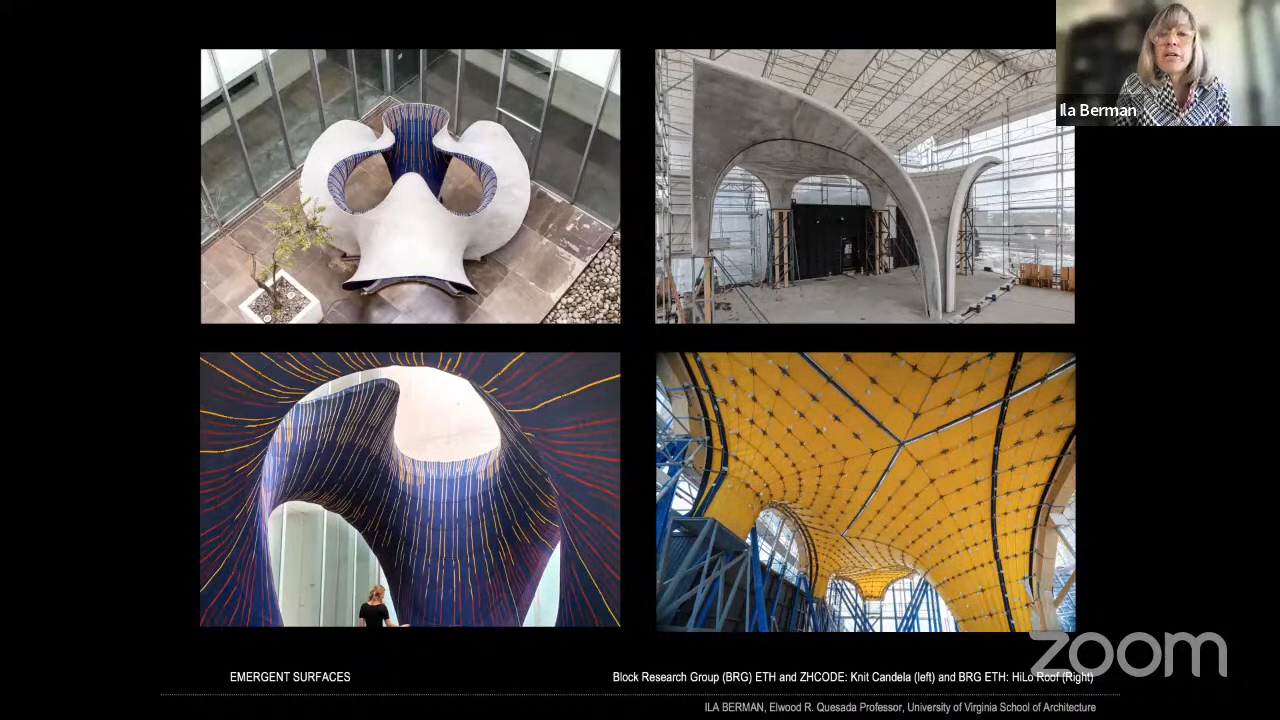 Ila Berman
zoom
EMERGENT SURFACES
Block Research Group (BRG) ETH and ZHCODE: Knit Candela (left) and BRG ETH: HiLo Roof (Right)
ILA BERMAN, Elwood R. Quesada Professor, University of Virginia School of Architecture